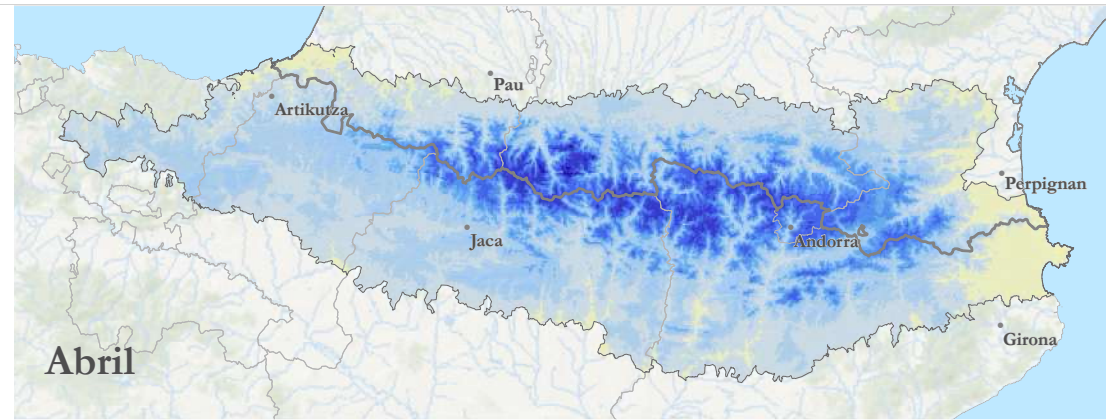 Pau
Artikutza
Perpignan
Jaca
Andorra
Girona
Abril